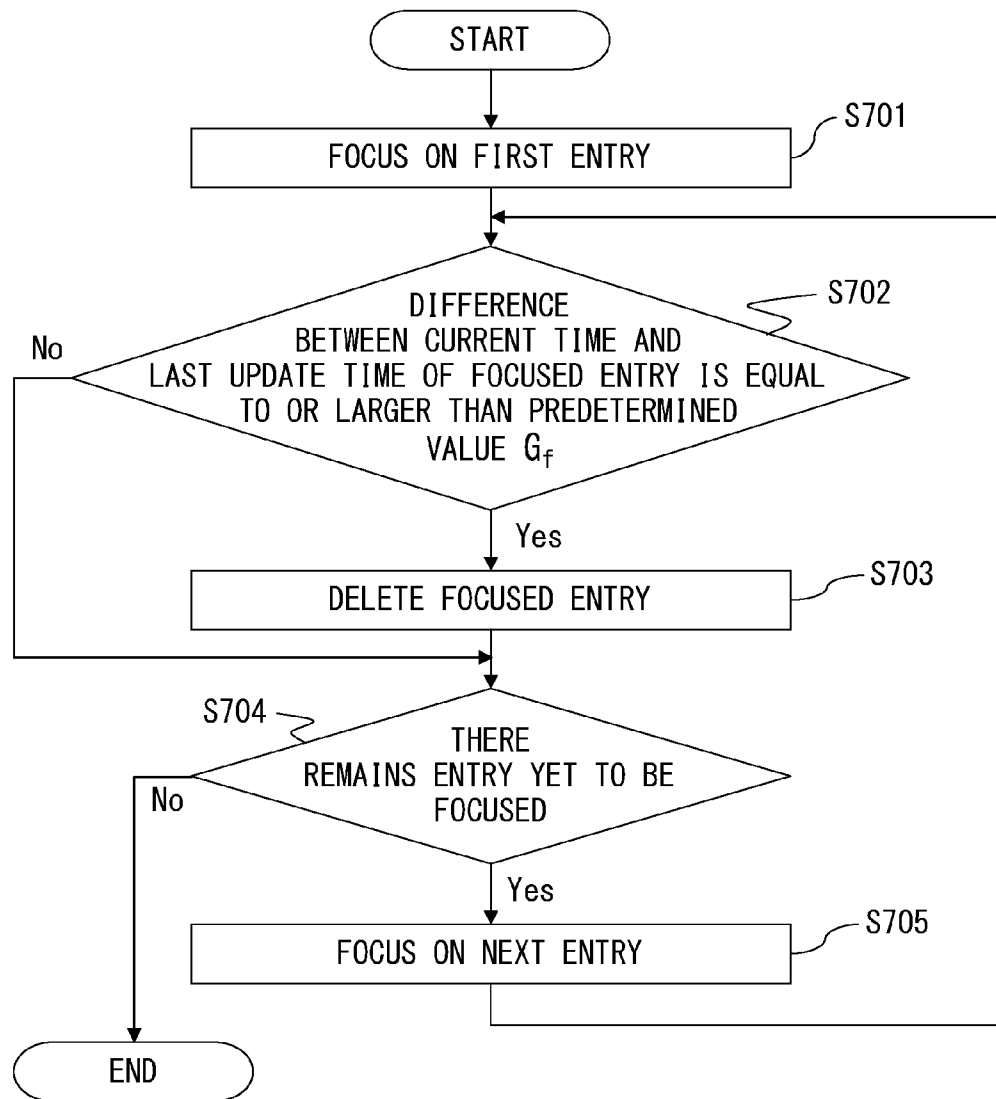 START
S701
FOCUS ON FIRST ENTRY
S702
DIFFERENCE
BETWEEN CURRENT TIME AND
LAST UPDATE TIME OF FOCUSED ENTRY IS EQUAL
TO OR LARGER THAN PREDETERMINED
VALUE Gf
No
Yes
S703
DELETE FOCUSED ENTRY
S704
THERE
REMAINS ENTRY YET TO BE
FOCUSED
No
Yes
S705
FOCUS ON NEXT ENTRY
END